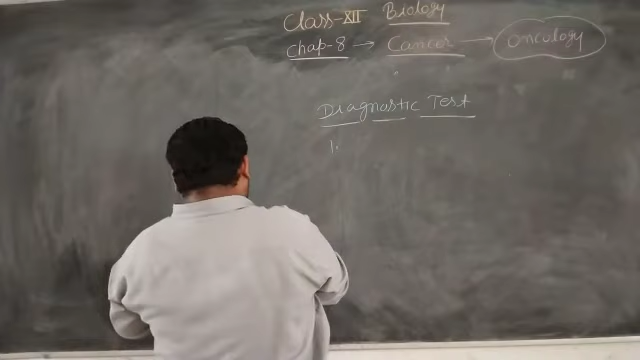 Class-XII Biology
Chap-8 → Cancer → oncology
Diagnostic Test
1.